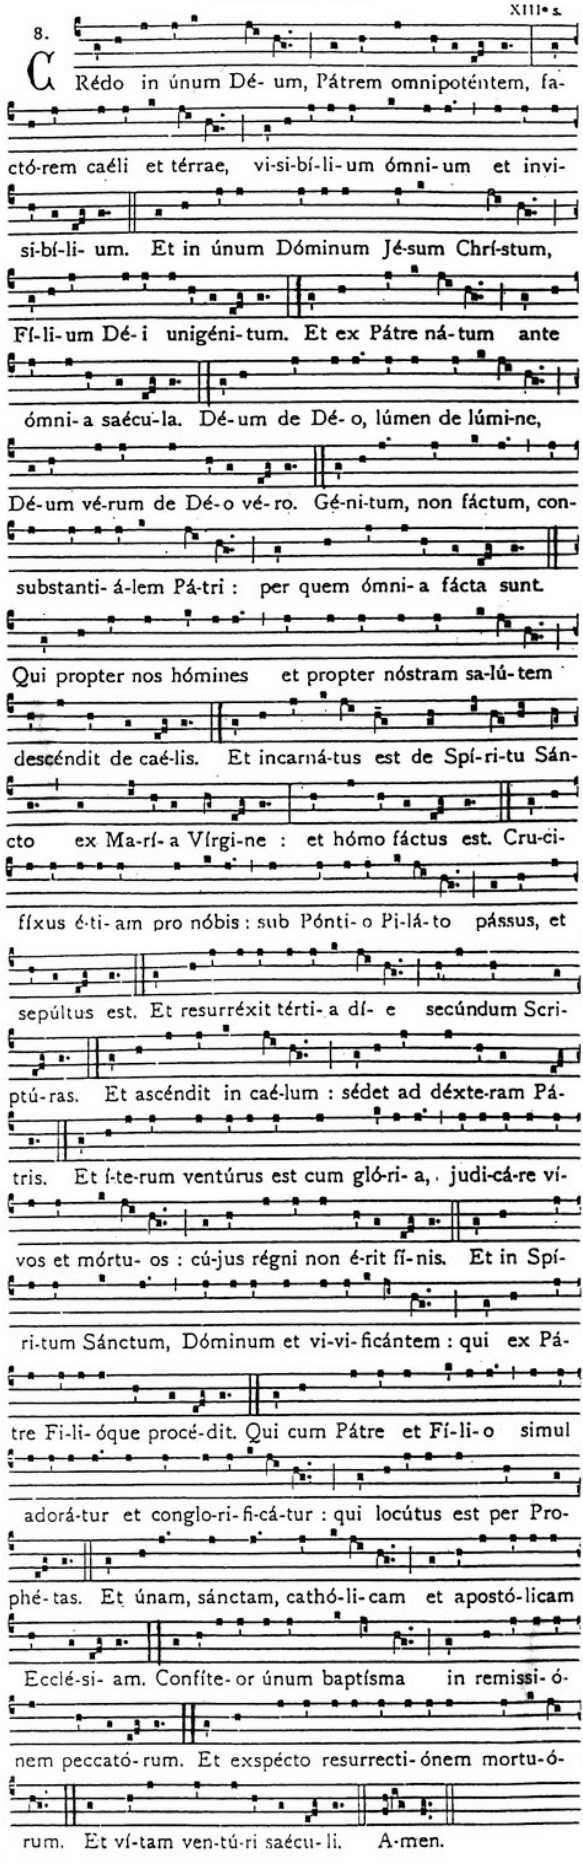 XIIIᵉ s.
8.
CRédo in únum Dé- um, Pátrem omnipoténtem, fa-
ctó-rem caéli et térrae, vi-si-bí-li-um ómni-um et invi-
si-bí-li- um. Et in únum Dóminum Jé-sum Chrí-stum,
Fí-li-um Dé-i unigéni-tum. Et ex Pátre ná-tum ante
ómni-a saécu-la. Dé-um de Dé-o, lúmen de lúmi-ne,
Dé-um vé-rum de Dé-o vé-ro. Gé-ni-tum, non fáctum, con-
substanti-á-lem Pá-tri : per quem ómni-a fácta sunt.
Qui propter nos hómines et propter nóstram sa-lú-tem
descéndit de caé-lis. Et incarná-tus est de Spí-ri-tu Sán-
cto ex Ma-rí-a Vírgi-ne : et hómo fáctus est. Cru-ci-
fíxus é-ti-am pro nóbis : sub Pónti-o Pi-lá-to pássus, et
sepúltus est. Et resurréxit térti-a dí- e secúndum Scri-
ptú-ras. Et ascéndit in caé-lum : sédet ad déxte-ram Pá-
tris. Et í-te-rum ventúrus est cum gló-ri-a, judi-cá-re ví-
vos et mórtu-os : cú-jus régni non é-rit fí-nis. Et in Spí-
ri-tum Sánctum, Dóminum et vi-vi-ficántem : qui ex Pá-
tre Fi-li-óque procé-dit. Qui cum Pátre et Fí-li-o simul
adorá-tur et conglo-ri-fi-cá-tur : qui locútus est per Pro-
phé-tas. Et únam, sánctam, cathó-li-cam et apostó-licam
Ecclé-si- am. Confíte-or únum baptísma in remissi-ó-
nem peccató-rum. Et exspécto resurrecti-ónem mortu-ó-
rum. Et ví-tam ven-tú-ri saécu-li. A-men.